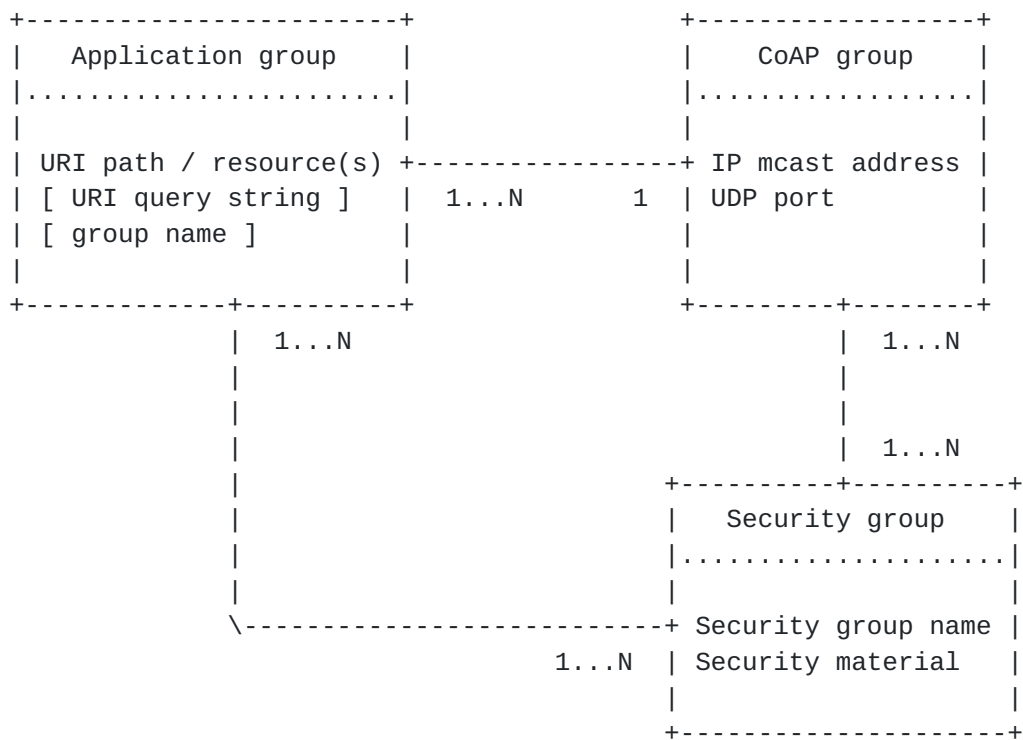 +------------------------+                 +------------------+
|   Application group    |                 |    CoAP group    |
|........................|                 |..................|
|                        |                 |                  |
| URI path / resource(s) +-----------------+ IP mcast address |
| [ URI query string ]   |  1...N       1  | UDP port         |
| [ group name ]         |                 |                  |
|                        |                 |                  |
+-------------+----------+                 +---------+--------+
              |  1...N                               |  1...N
              |                                      |
              |                                      |
              |                                      |  1...N
              |                           +----------+----------+
              |                           |   Security group    |
              |                           |.....................|
              |                           |                     |
              \---------------------------+ Security group name |
                                   1...N  | Security material   |
                                          |                     |
                                          +---------------------+